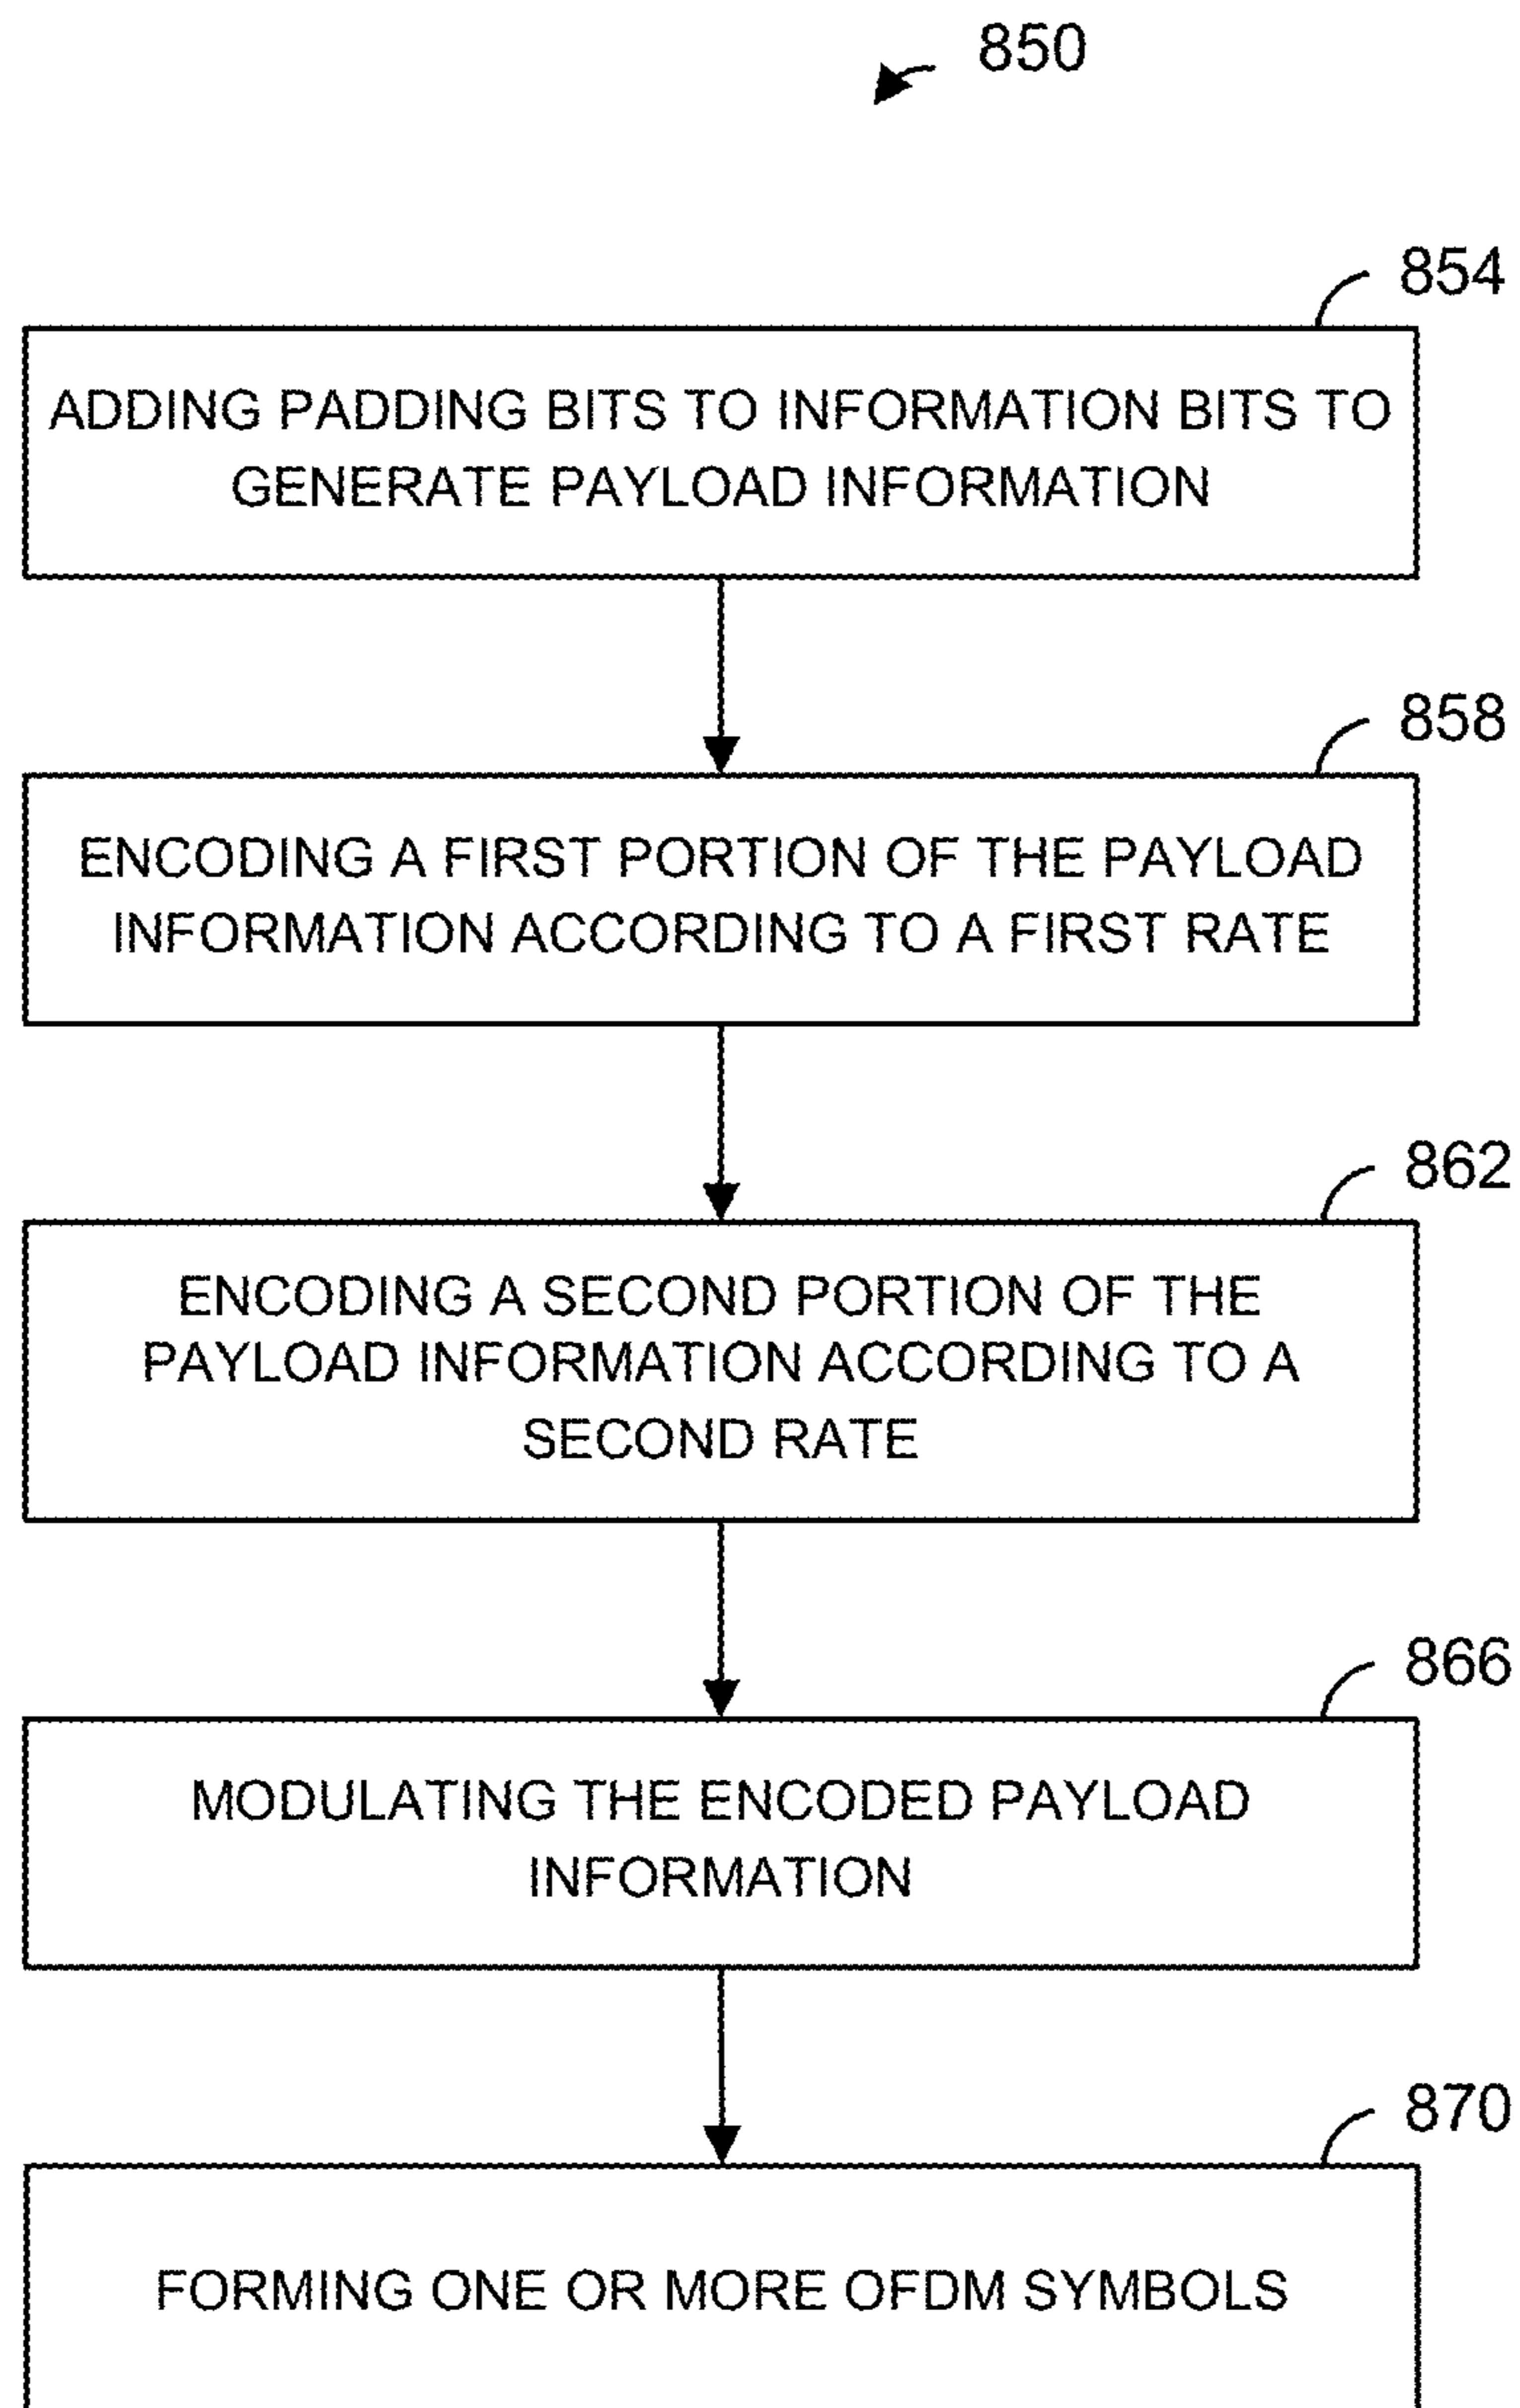 850
854
ADDING PADDING BITS TO INFORMATION BITS TO
GENERATE PAYLOAD INFORMATION
858
ENCODING A FIRST PORTION OF THE PAYLOAD
INFORMATION ACCORDING TO A FIRST RATE
862
ENCODING A SECOND PORTION OF THE
PAYLOAD INFORMATION ACCORDING TO A
SECOND RATE
866
MODULATING THE ENCODED PAYLOAD
INFORMATION
870
FORMING ONE OR MORE OFDM SYMBOLS